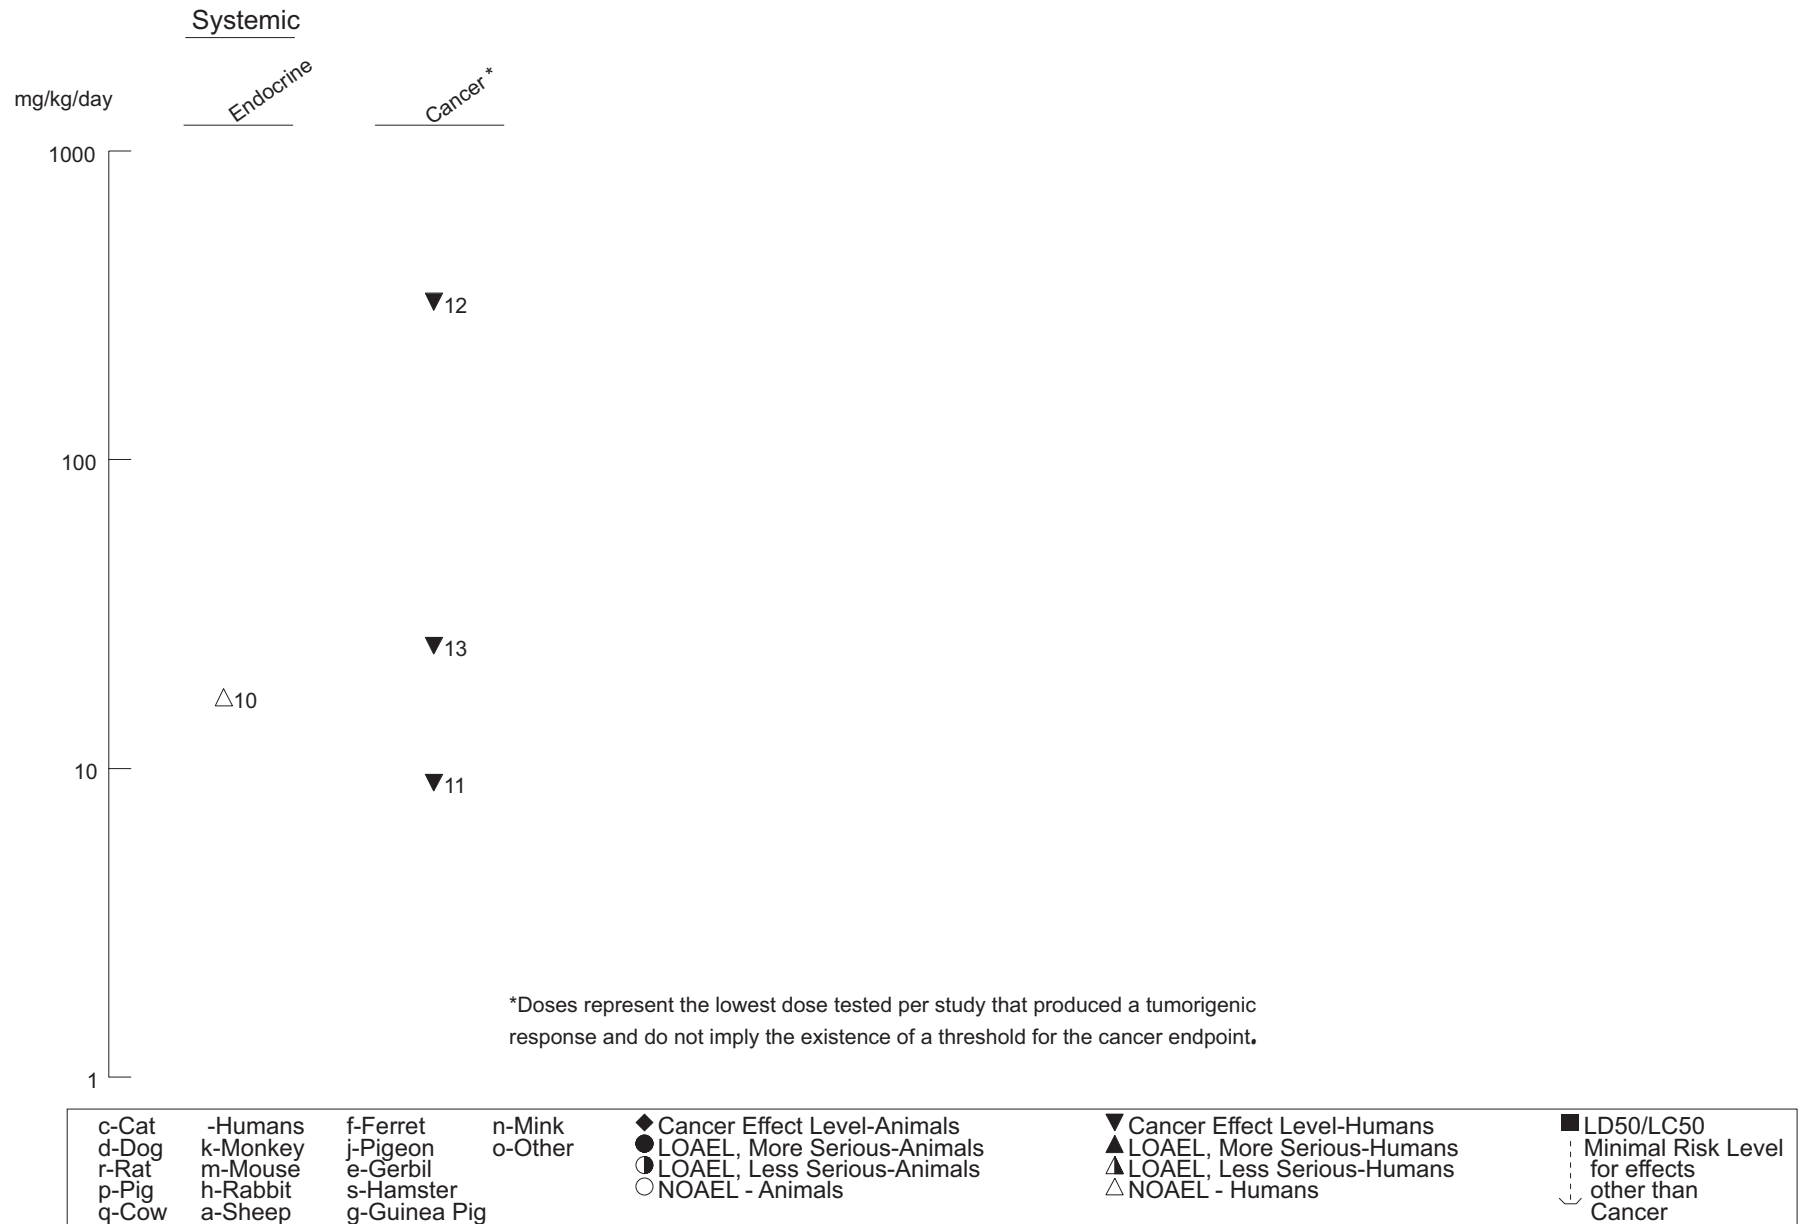 Systemic
mg/kg/day
Endocrine
Cancer *
1000
12
100
13
10
10
11
*Doses represent the lowest dose tested per study that produced a tumorigenic
response and do not imply the existence of a threshold for the cancer endpoint.
1
c-Cat -Humans f-Ferret n-Mink Cancer Effect Level-Animals Cancer Effect Level-Humans LD50/LC50
d-Dog k-Monkey j-Pigeon o-Other LOAEL, More Serious-Animals LOAEL, More Serious-Humans Minimal Risk Level
r-Rat m-Mouse e-Gerbil LOAEL, Less Serious-Animals LOAEL, Less Serious-Humans for effects
p-Pig h-Rabbit s-Hamster NOAEL - Animals NOAEL - Humans other than
q-Cow a-Sheep g-Guinea Pig Cancer